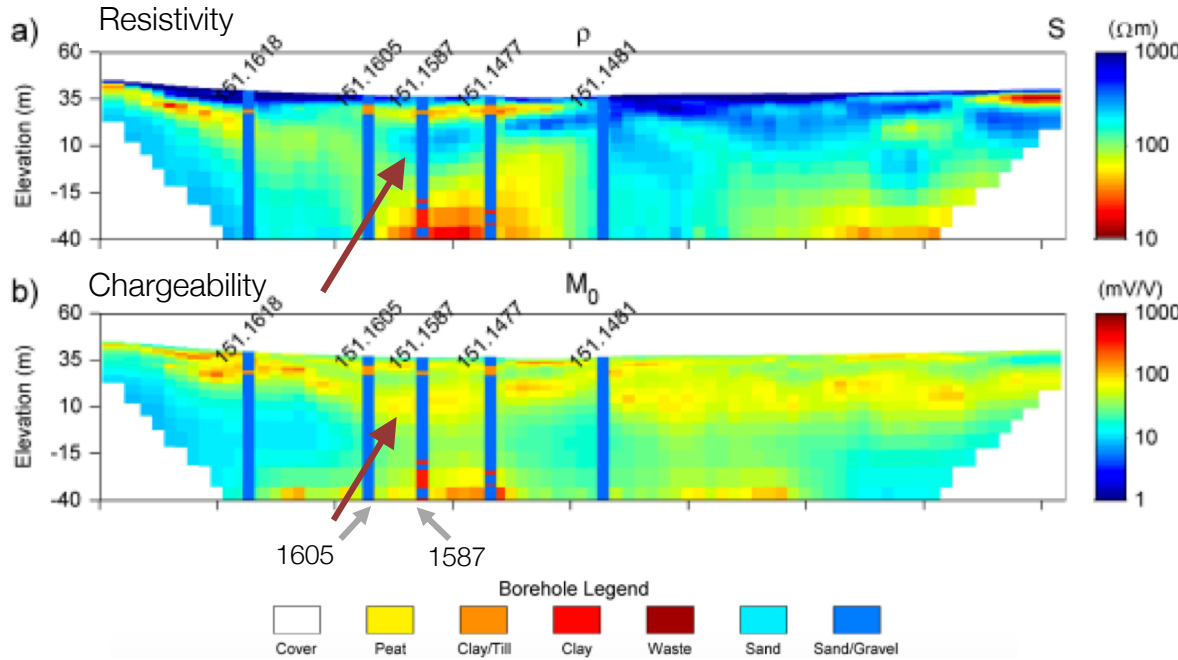 Resistivity
a) ρ S (Ωm)
60 1000
151.1618 151.1605 151.1587 151.1477 151.1481
35
10 100
-15
-40 10
Elevation (m)
Chargeability
b) M0 (mV/V)
60 1000
151.1618 151.1605 151.1587 151.1477 151.1481
35 100
10
-15 10
-40 1
Elevation (m)
1605 1587
Borehole Legend
Cover Peat Clay/Till Clay Waste Sand Sand/Gravel